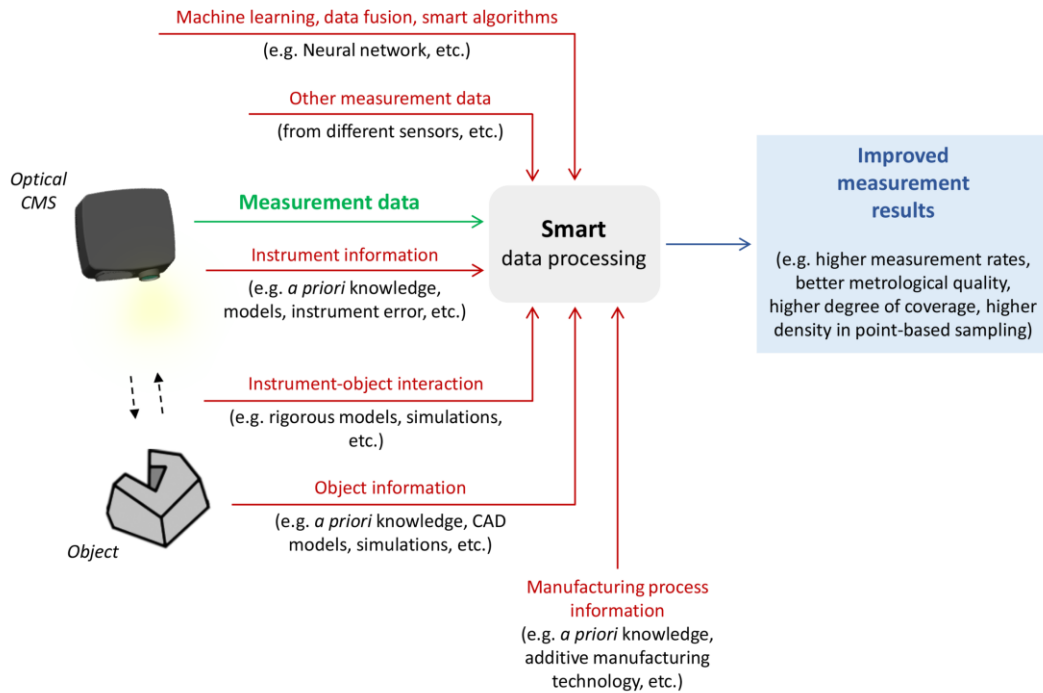 Machine learning, data fusion, smart algorithms
(e.g. Neural network, etc.)
Other measurement data
(from different sensors, etc.)
Optical
CMS
Measurement data
Instrument information
(e.g. a priori knowledge,
models, instrument error, etc.)
Smart
data processing
Improved
measurement
results
(e.g. higher measurement rates,
better metrological quality,
higher degree of coverage, higher
density in point-based sampling)
Instrument-object interaction
(e.g. rigorous models, simulations,
etc.)
Object information
(e.g. a priori knowledge, CAD
models, simulations, etc.)
Object
Manufacturing process
information
(e.g. a priori knowledge,
additive manufacturing
technology, etc.)